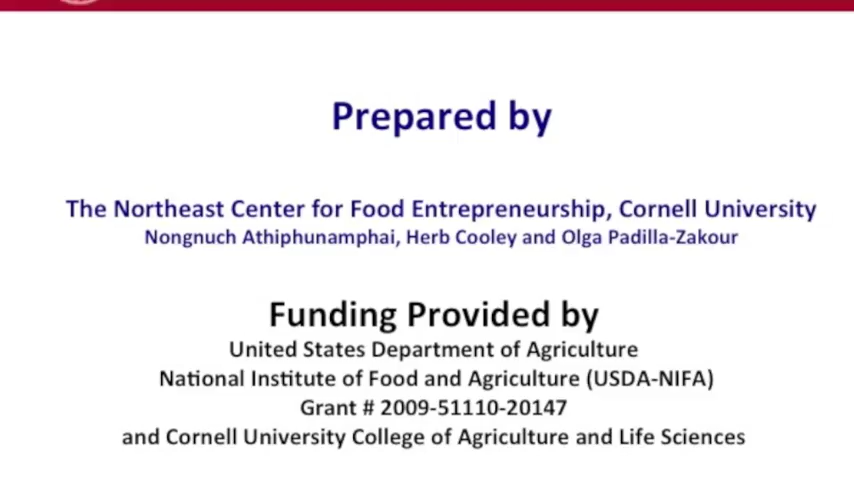 Prepared by
The Northeast Center for Food Entrepreneurship, Cornell University
Nongnuch Athiphunamphai, Herb Cooley and Olga Padilla-Zakour
Funding Provided by
United States Department of Agriculture
National Institute of Food and Agriculture (USDA-NIFA)
Grant # 2009-51110-20147
and Cornell University College of Agriculture and Life Sciences